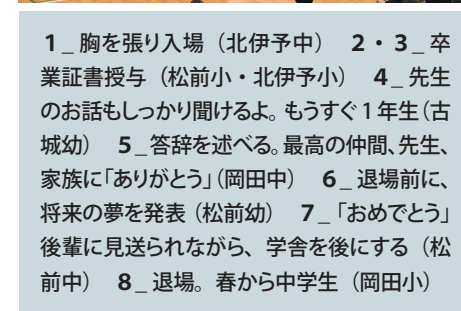 1_胸を張り入場(北伊予中) 2・3_卒
業証書授与(松前小・北伊予小) 4_先生
のお話もしっかり聞けるよ。もうすぐ1年生(古
城幼) 5_答辞を述べる。最高の仲間、先生、
家族に「ありがとう」(岡田中) 6_退場前に、
将来の夢を発表(松前幼) 7_「おめでとう」
後輩に見送られながら、学舎を後にする(松
前中) 8_退場。春から中学生(岡田小)